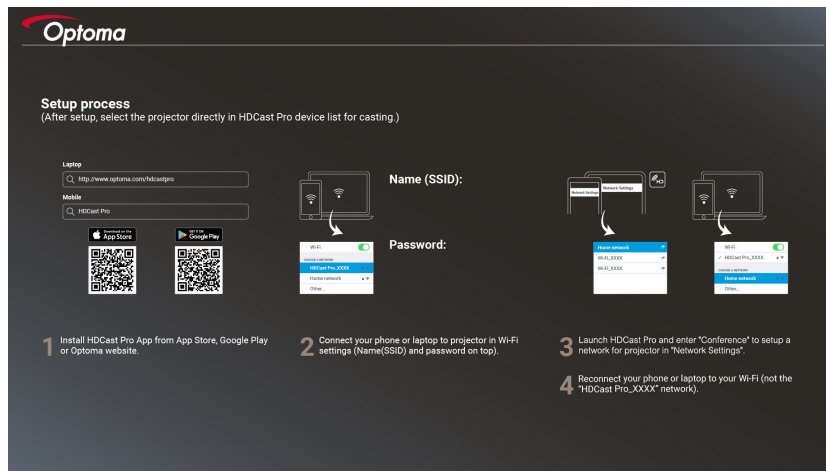 Optoma
Setup process
(After setup, select the projector directly in HDCast Pro device list for casting.)
Laptop
http://www.optoma.com/hdcastpro
Mobile
HDCast Pro
Download on the
App Store
GET IT ON
Google Play
1
Install HDCast Pro App from App Store, Google Play
or Optoma website.
Name (SSID):
Password:
Wi-Fi
CHOOSE A NETWORK
HDCast Pro_XXXX
Home network
Other...
2
Connect your phone or laptop to projector in Wi-Fi
settings (Name(SSID) and password on top).
Network Settings
Network Settings
HC
Home network
Wi-Fi_XXXX
Wi-Fi_XXXX
Wi-Fi
HDCast Pro_XXXX
CHOOSE A NETWORK
Home network
Other...
3
Launch HDCast Pro and enter "Conference" to setup a
network for projector in "Network Settings".
4
Reconnect your phone or laptop to your Wi-Fi (not the
"HDCast Pro_XXXX" network).